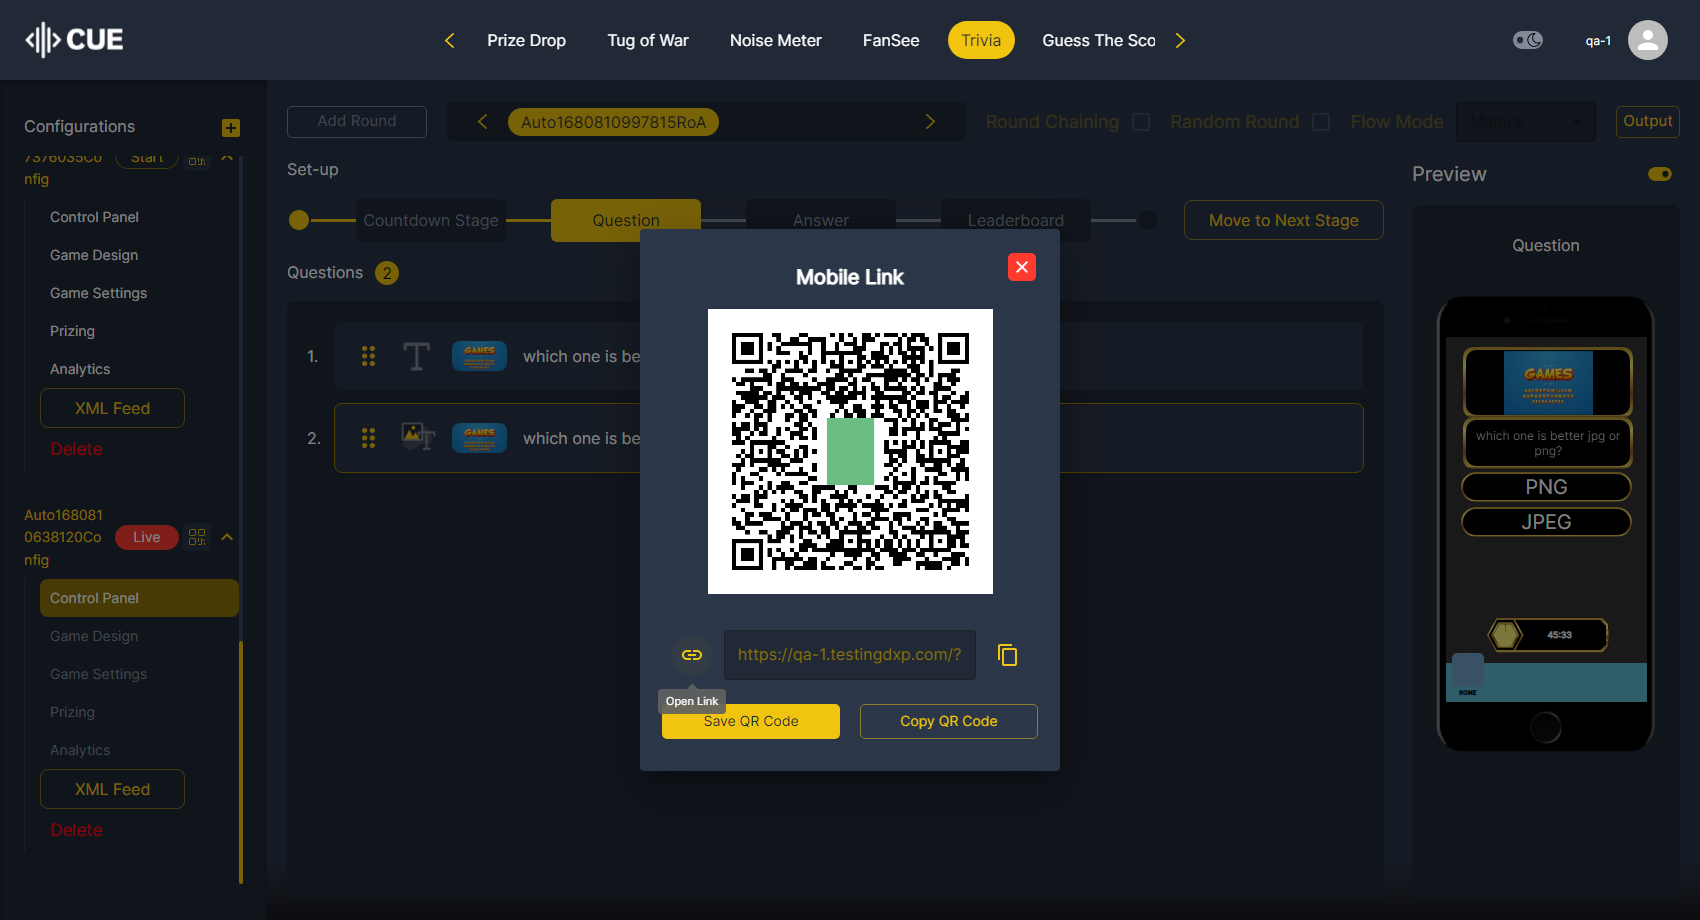 CUE
Prize Drop
Tug of War
Noise Meter
FanSee
Trivia
Guess The Sco
qa-1
Configurations
7376035Co
nfig
Start
Control Panel
Game Design
Game Settings
Prizing
Analytics
XML Feed
Delete
Auto168081
0638120Co
nfig
Live
Control Panel
Game Design
Game Settings
Prizing
Analytics
XML Feed
Delete
Add Round
Auto1680810997815RoA
Round Chaining
Random Round
Flow Mode
Manual
Output
Set-up
Countdown Stage
Question
Answer
Leaderboard
Move to Next Stage
Questions 2
1.
GAMES
which one is be
2.
GAMES
which one is be
Mobile Link
https://qa-1.testingdxp.com/?
Open Link
Save QR Code
Copy QR Code
Preview
Question
GAMES
which one is better jpg or
png?
PNG
JPEG
45:33
HOME